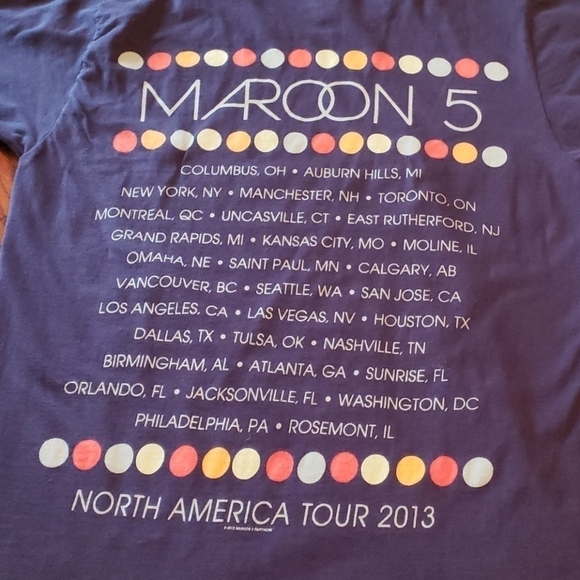 MAROON 5
COLUMBUS, OH • AUBURN HILLS, MI
NEW YORK, NY • MANCHESTER, NH • TORONTO, ON
MONTREAL, QC • UNCASVILLE, CT • EAST RUTHERFORD, NJ
GRAND RAPIDS, MI • KANSAS CITY, MO • MOLINE, IL
OMAHA, NE • SAINT PAUL, MN • CALGARY, AB
VANCOUVER, BC • SEATTLE, WA • SAN JOSE, CA
LOS ANGELES, CA • LAS VEGAS, NV • HOUSTON, TX
DALLAS, TX • TULSA, OK • NASHVILLE, TN
BIRMINGHAM, AL • ATLANTA, GA • SUNRISE, FL
ORLANDO, FL • JACKSONVILLE, FL • WASHINGTON, DC
PHILADELPHIA, PA • ROSEMONT, IL
NORTH AMERICA TOUR 2013